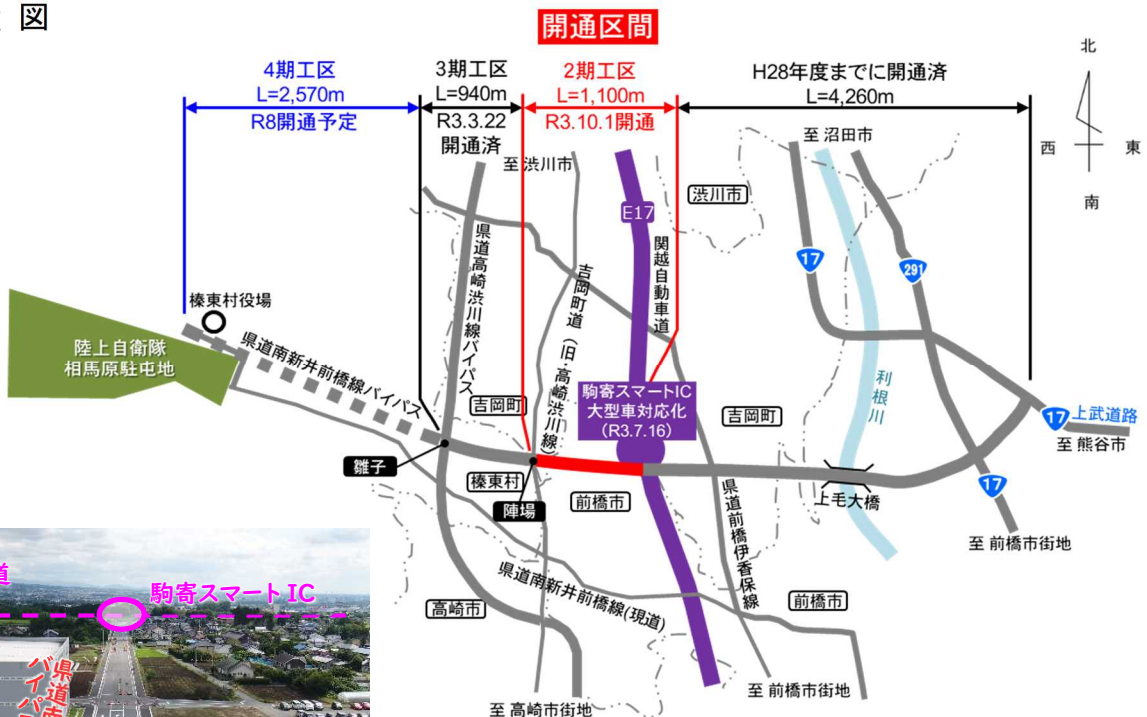 図
開通区間
4期工区
L=2,570m
R8開通予定
3期工区
L=940m
R3.3.22
開通済
2期工区
L=1,100m
R3.10.1開通
H28年度までに開通済
L=4,260m
北
西
東
南
至 渋川市
至 沼田市
渋川市
E17
関越自動車道
17
291
県道高崎渋川線バイパス
吉岡町道(旧・高崎渋川線)
榛東村役場
陸上自衛隊
相馬原駐屯地
県道南新井前橋線バイパス
吉岡町
駒寄スマートIC
大型車対応化
(R3.7.16)
吉岡町
利根川
17
上武道路
至 熊谷市
雛子
榛東村
陣場
前橋市
上毛大橋
17
至 前橋市街地
県道前橋伊香保線
県道南新井前橋線(現道)
高崎市
前橋市
至 高崎市街地
至 前橋市街地
道
駒寄スマートIC
県道南
バイパス